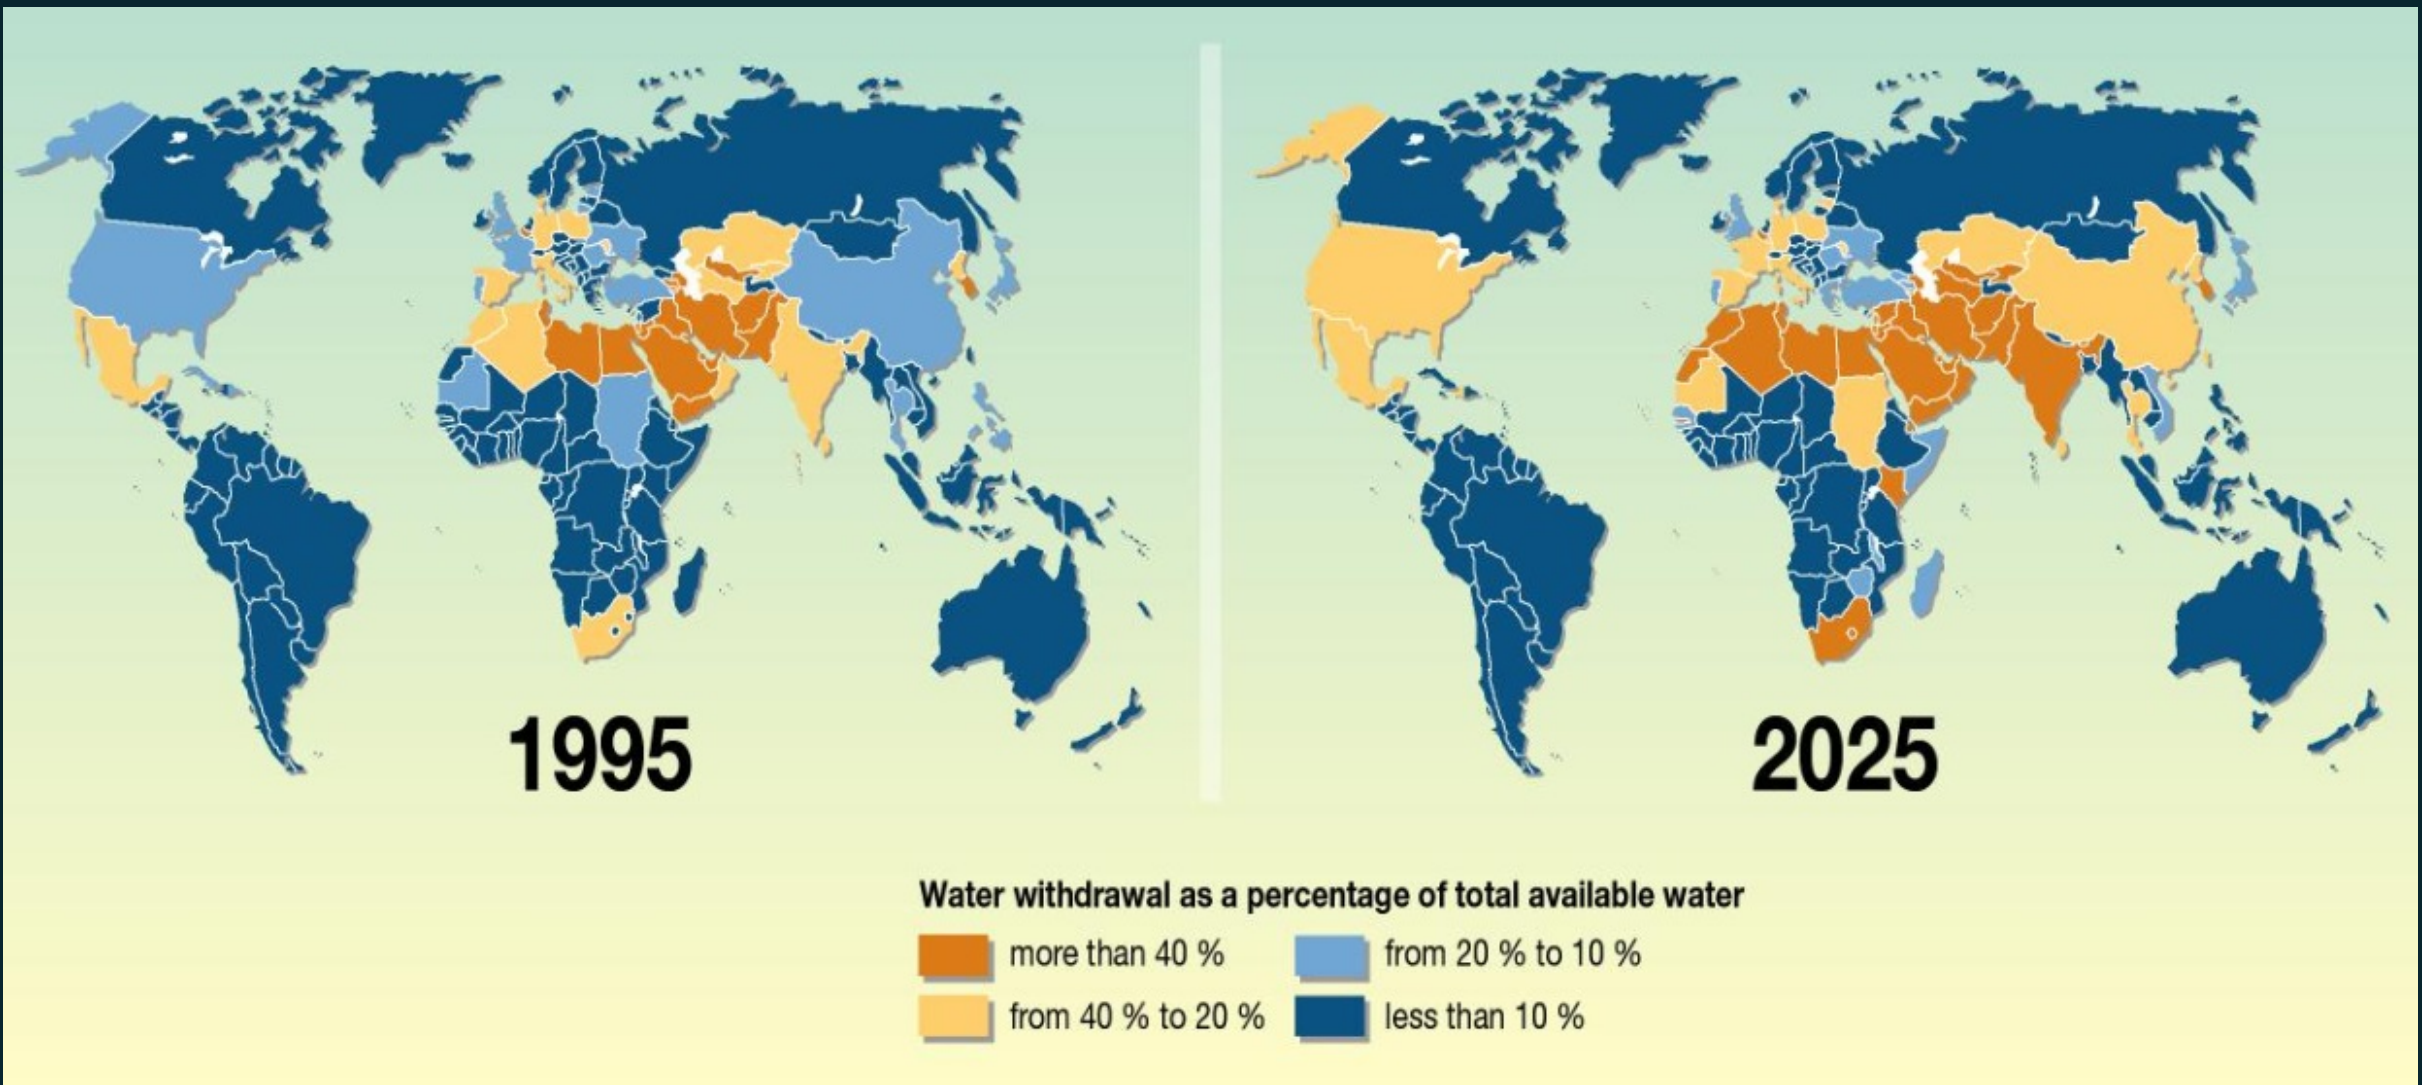 1995
2025
Water withdrawal as a percentage of total available water
more than 40 %
from 20 % to 10 %
from 40 % to 20 %
less than 10 %